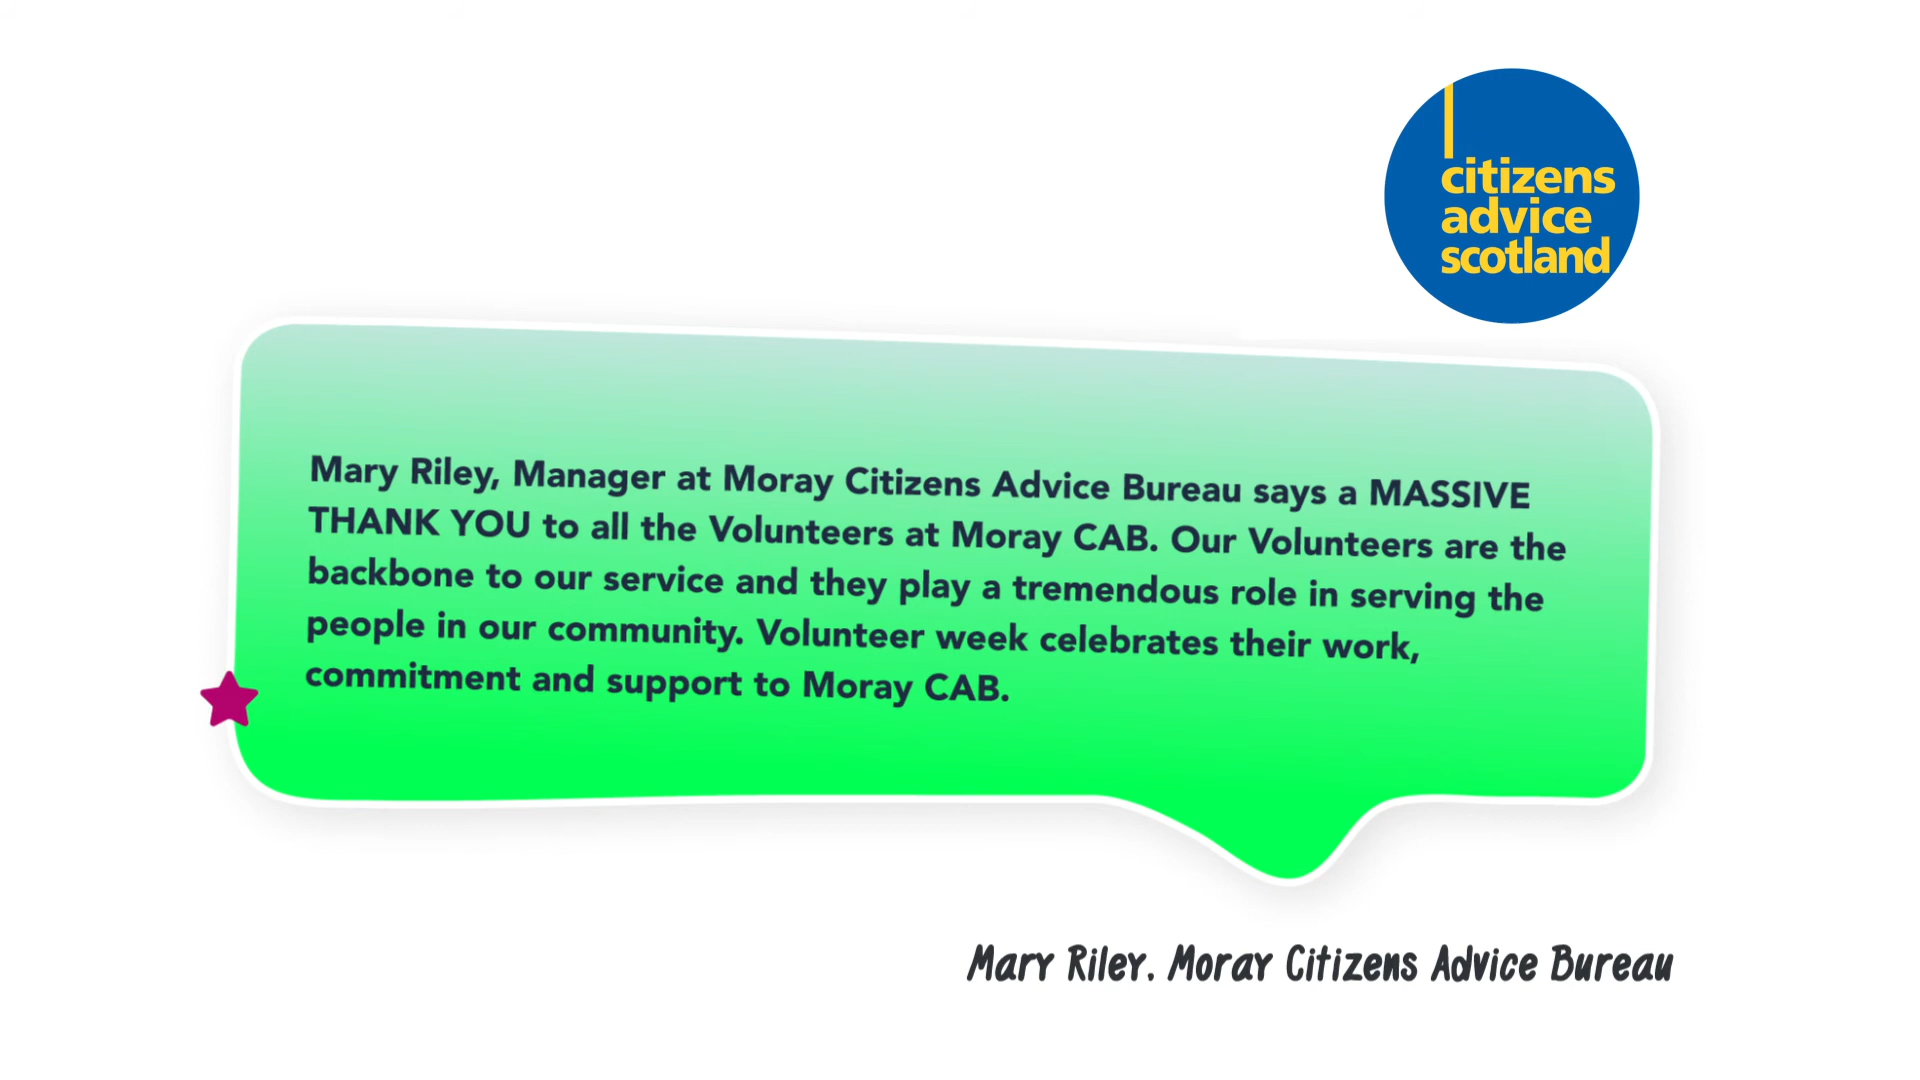 citizens
advice
scotland
Mary Riley, Manager at Moray Citizens Advice Bureau says a MASSIVE
THANK YOU to all the Volunteers at Moray CAB. Our Volunteers are the
backbone to our service and they play a tremendous role in serving the
people in our community. Volunteer week celebrates their work,
commitment and support to Moray CAB.
Mary Riley. Moray Citizens Advice Bureau